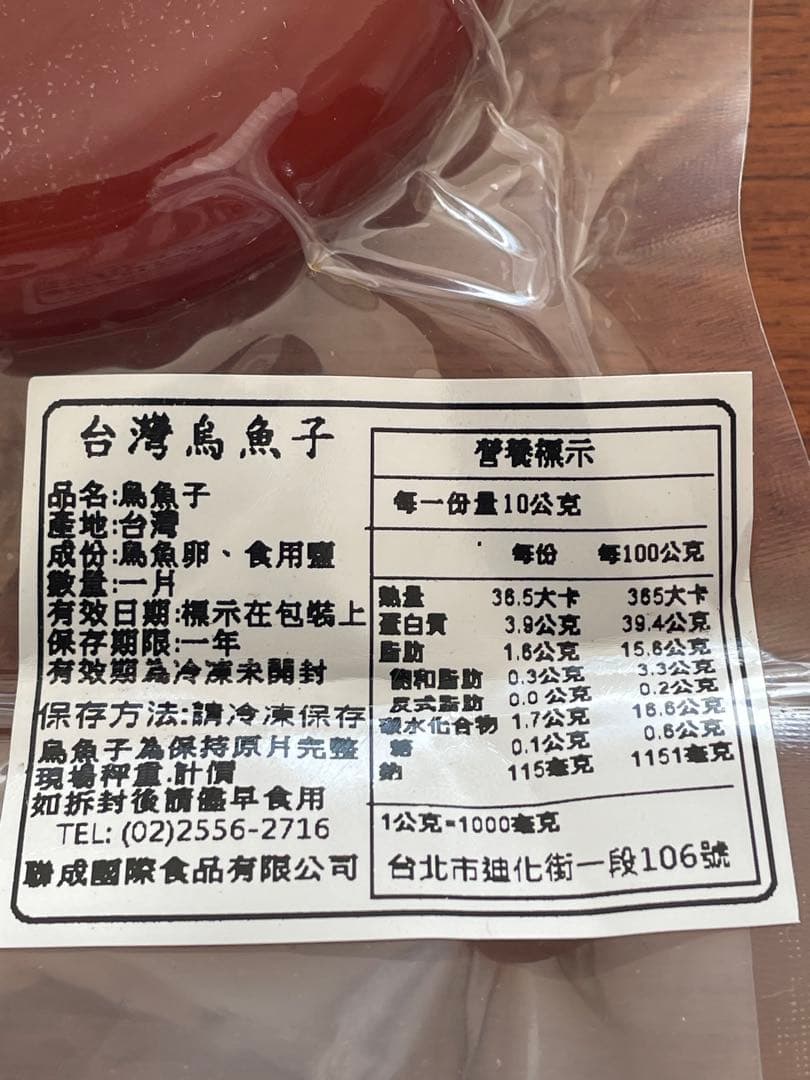 台灣烏魚子
品名:烏魚子
產地:台灣
成份:烏魚卵、食用鹽
數量:一片
有效日期:標示在包裝上
保存期限:一年
有效期為冷凍未開封
保存方法:請冷凍保存
烏魚子為保持原片完整
現場秤重.計價
如拆封後請儘早食用
TEL: (02)2556-2716
聯成國際食品有限公司
營養標示
每一份量10公克
每份 每100公克
熱量 36.5大卡 365大卡
蛋白質 3.9公克 39.4公克
脂肪 1.6公克 15.6公克
飽和脂肪 0.3公克 3.3公克
反式脂肪 0.0公克 0.2公克
碳水化合物 1.7公克 16.6公克
糖 0.1公克 0.6公克
鈉 115毫克 1151毫克
1公克=1000毫克
台北市迪化街一段106號